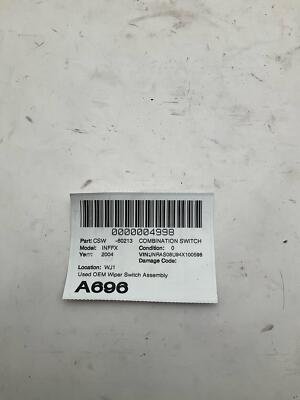 0000004998
Part: CSW -60213 COMBINATION SWITCH
Model: INFFX Condition: 0
Year: 2004
Damage Code:
Location: WJ1
Used OEM Wiper Switch Assembly
A696